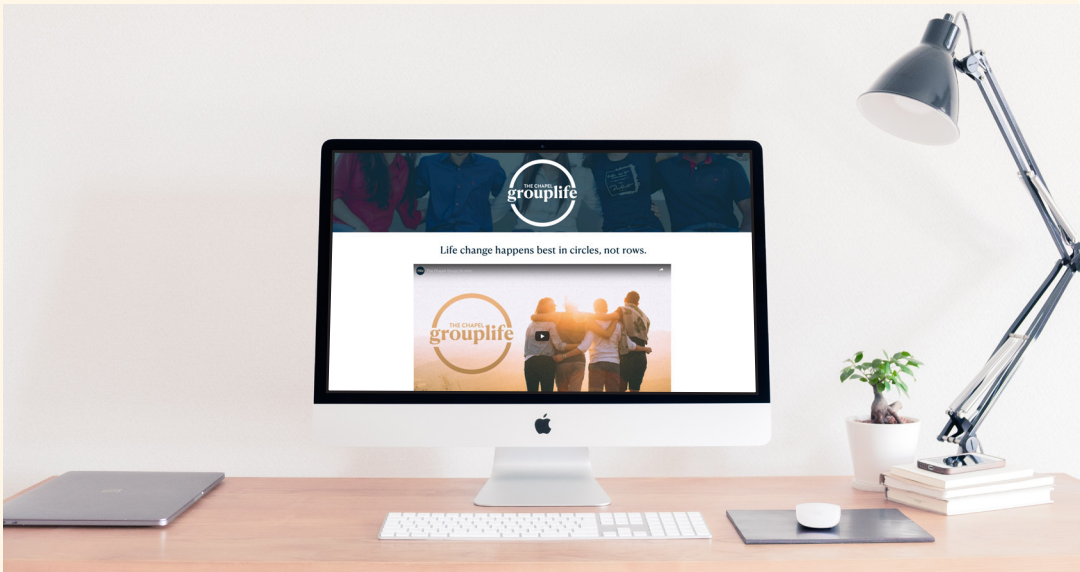 THE CHAPEL
grouplife
Life change happens best in circles, not rows.
THE CHAPEL
grouplife